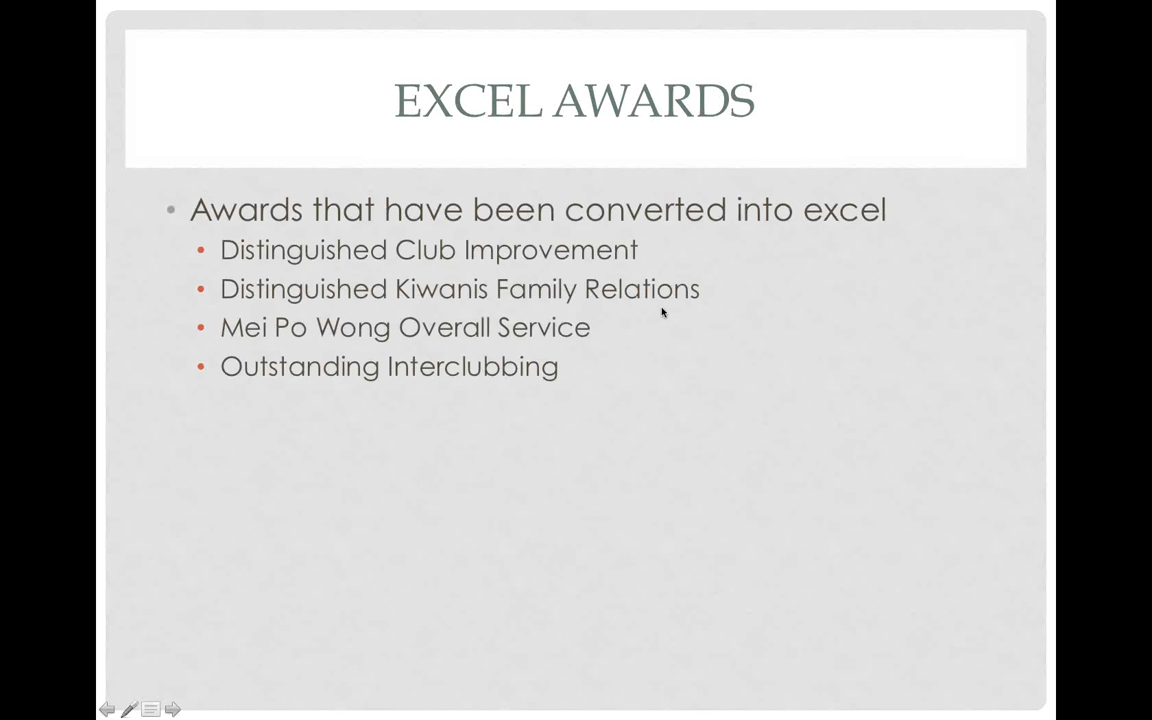 EXCEL AWARDS
• Awards that have been converted into excel
• Distinguished Club Improvement
• Distinguished Kiwanis Family Relations
• Mei Po Wong Overall Service
• Outstanding Interclubbing